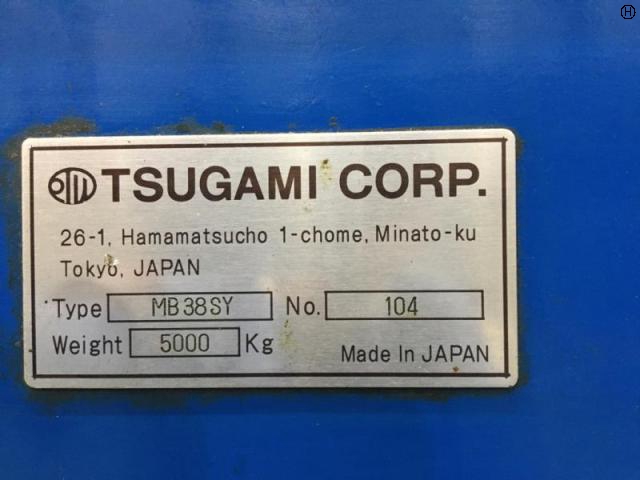 TSUGAMI CORP.
26-1, Hamamatsucho 1-chome, Minato-ku
Tokyo, JAPAN
Type MB38SY No. 104
Weight 5000 Kg
Made In JAPAN
H